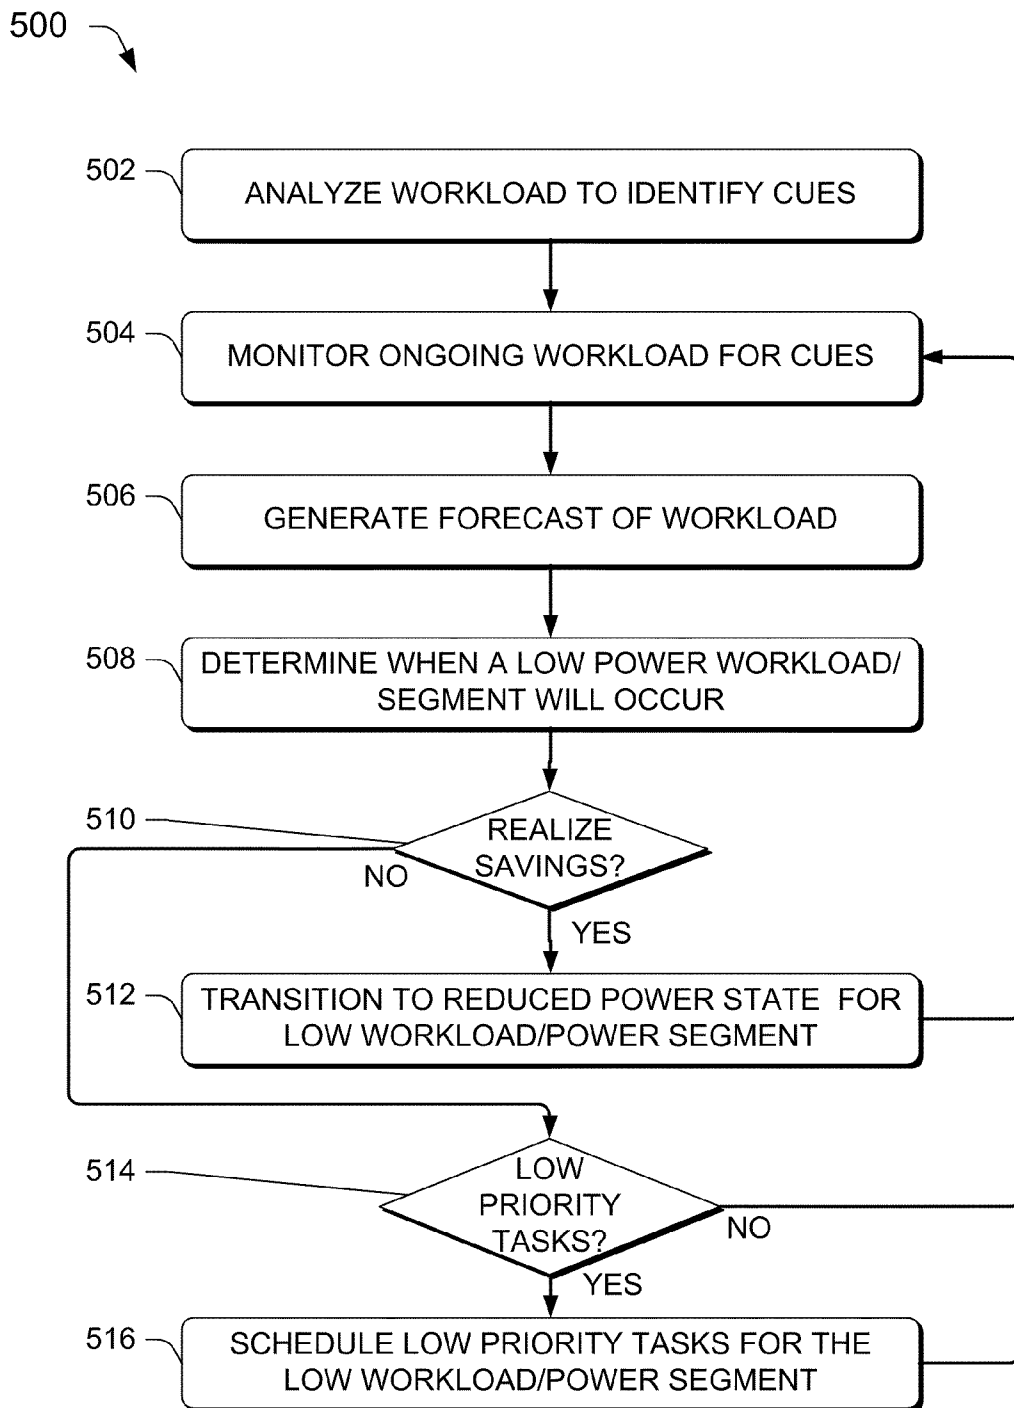 500
502
ANALYZE WORKLOAD TO IDENTIFY CUES
504
MONITOR ONGOING WORKLOAD FOR CUES
506
GENERATE FORECAST OF WORKLOAD
508
DETERMINE WHEN A LOW POWER WORKLOAD/
SEGMENT WILL OCCUR
510
REALIZE
SAVINGS?
NO
YES
512
TRANSITION TO REDUCED POWER STATE FOR
LOW WORKLOAD/POWER SEGMENT
514
LOW
PRIORITY
TASKS?
NO
YES
516
SCHEDULE LOW PRIORITY TASKS FOR THE
LOW WORKLOAD/POWER SEGMENT